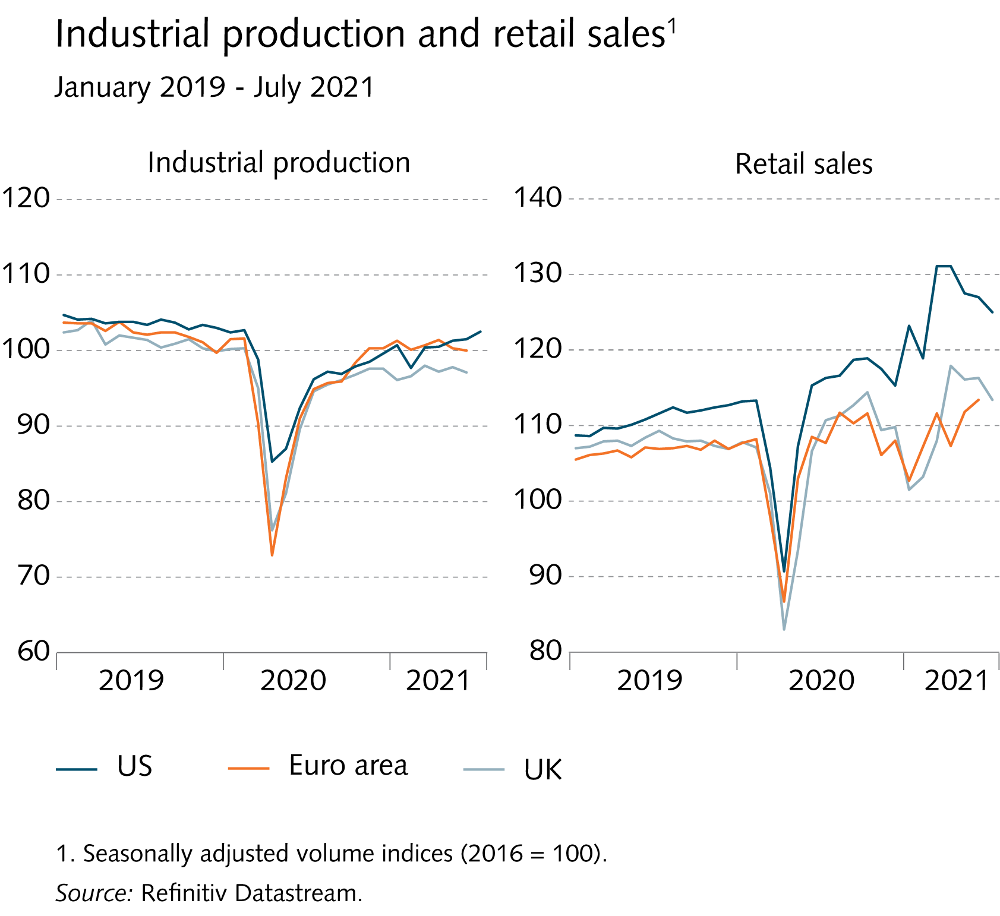 Industrial production and retail sales¹
January 2019 - July 2021
Industrial production
120
110
100
90
80
70
60
2019 2020 2021
Retail sales
140
130
120
110
100
90
80
2019 2020 2021
US Euro area UK
1. Seasonally adjusted volume indices (2016 = 100).
Source: Refinitiv Datastream.